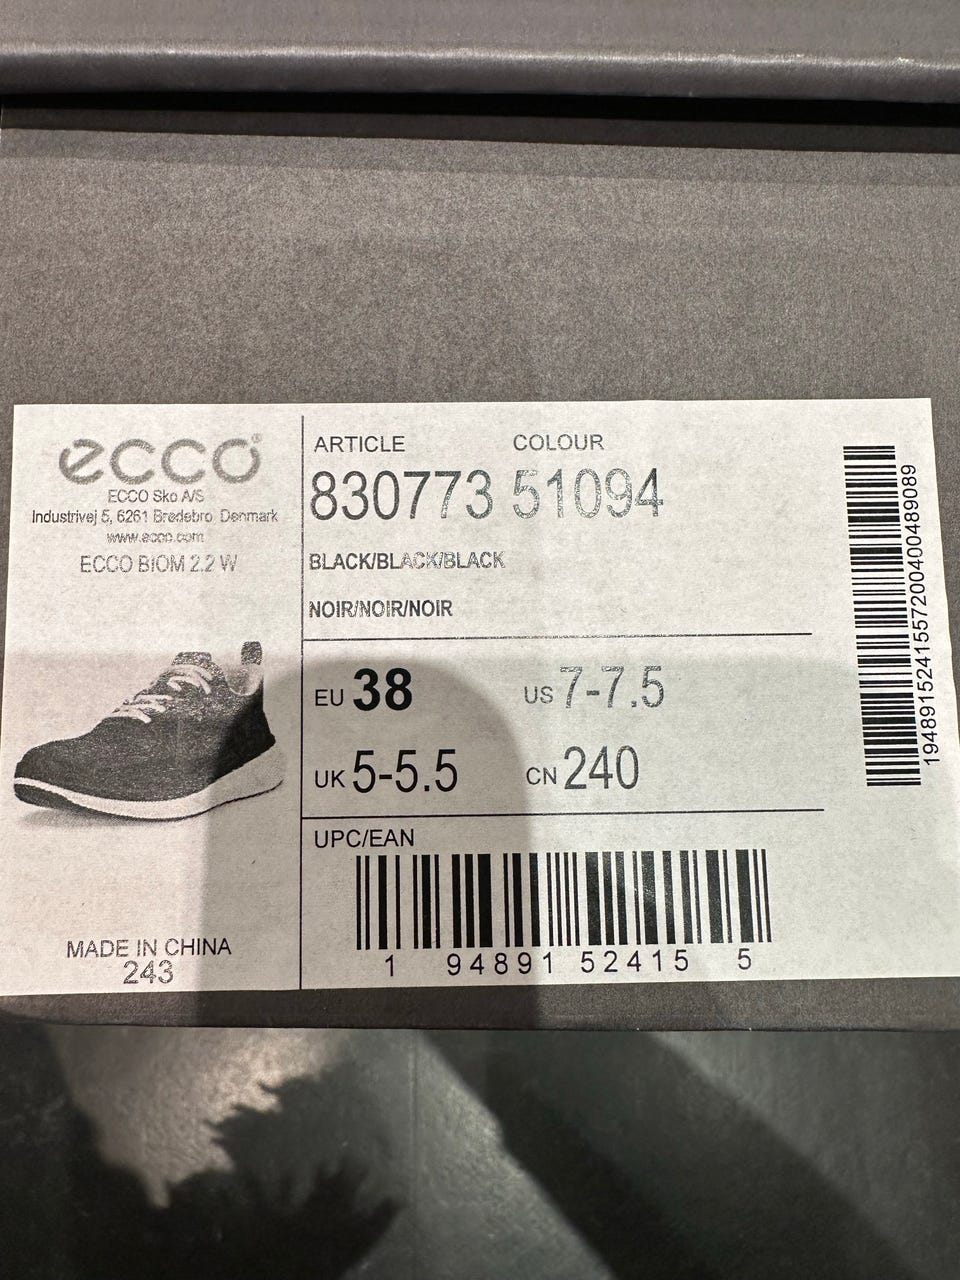 ecco®
ECCO Sko A/S
Industrivej 5, 6261 Bredebro, Denmark
www.ecco.com
ECCO BIOM 2.2 W
MADE IN CHINA
243
ARTICLE COLOUR
830773 51094
BLACK/BLACK/BLACK
NOIR/NOIR/NOIR
EU 38 US 7-7.5
UK 5-5.5 CN 240
UPC/EAN
1 94891 52415 5
1948915241557200400489089